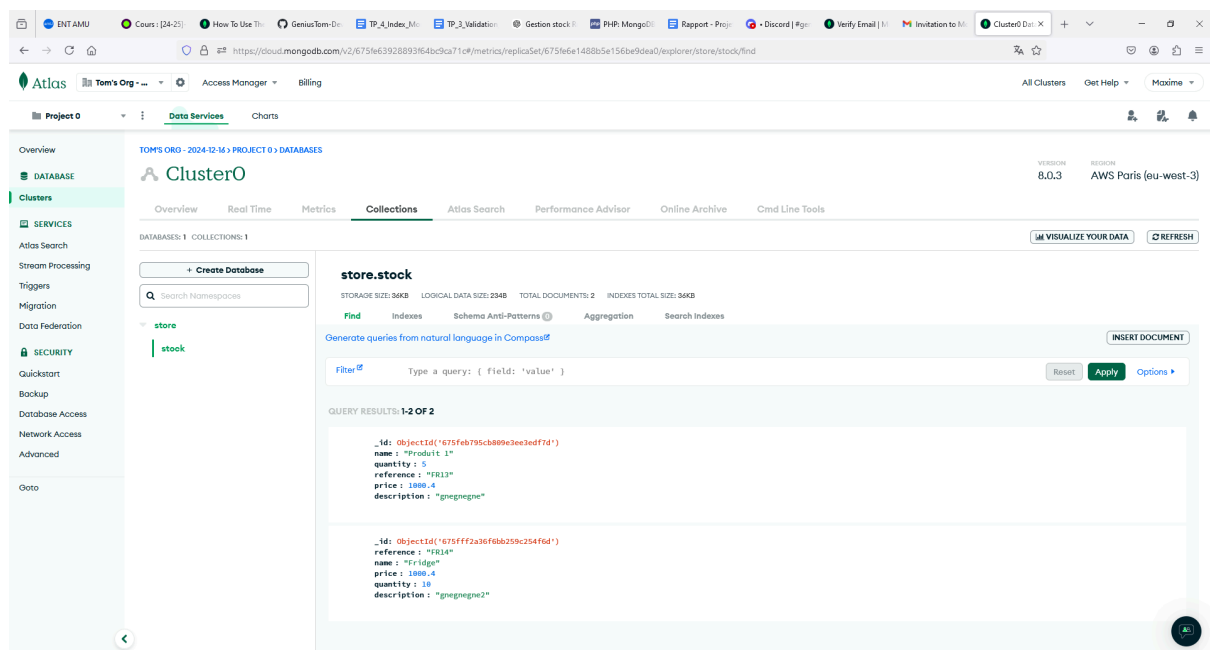 ENT AMU
Cours : [24-25]-
How To Use The
GeniusTom-De
TP_4_Index_Mo
TP_3_Validation
Gestion stock R
PHP: MongoDB
Rapport - Proje
• Discord | #ger
Verify Email | M
Invitation to Mo
Cluster0 Dat
https://cloud.mongodb.com/v2/675fe63928893f64bc9ca71c#/metrics/replicaSet/675fe6e1488b5e156be9dea0/explorer/store/stock/find
Atlas
Tom's Org - ...
Access Manager
Billing
All Clusters
Get Help
Maxime
Project 0
Data Services
Charts
Overview
DATABASE
Clusters
SERVICES
Atlas Search
Stream Processing
Triggers
Migration
Data Federation
SECURITY
Quickstart
Backup
Database Access
Network Access
Advanced
Goto
TOM'S ORG - 2024-12-16 > PROJECT 0 > DATABASES
Cluster0
VERSION
8.0.3
REGION
AWS Paris (eu-west-3)
Overview
Real Time
Metrics
Collections
Atlas Search
Performance Advisor
Online Archive
Cmd Line Tools
DATABASES: 1 COLLECTIONS: 1
VISUALIZE YOUR DATA
REFRESH
+ Create Database
Search Namespaces
store
stock
store.stock
STORAGE SIZE: 36KB LOGICAL DATA SIZE: 234B TOTAL DOCUMENTS: 2 INDEXES TOTAL SIZE: 36KB
Find
Indexes
Schema Anti-Patterns 0
Aggregation
Search Indexes
Generate queries from natural language in Compass
INSERT DOCUMENT
Filter
Type a query: { field: 'value' }
Reset
Apply
Options
QUERY RESULTS: 1-2 OF 2
_id: ObjectId('675feb795cb809e3ee3edf7d')
name : "Produit 1"
quantity : 5
reference : "FR13"
price : 1000.4
description : "gnegnegne"
_id: ObjectId('675fff2a36f6bb259c254f6d')
reference : "FR14"
name : "Fridge"
price : 1000.4
quantity : 10
description : "gnegnegne2"